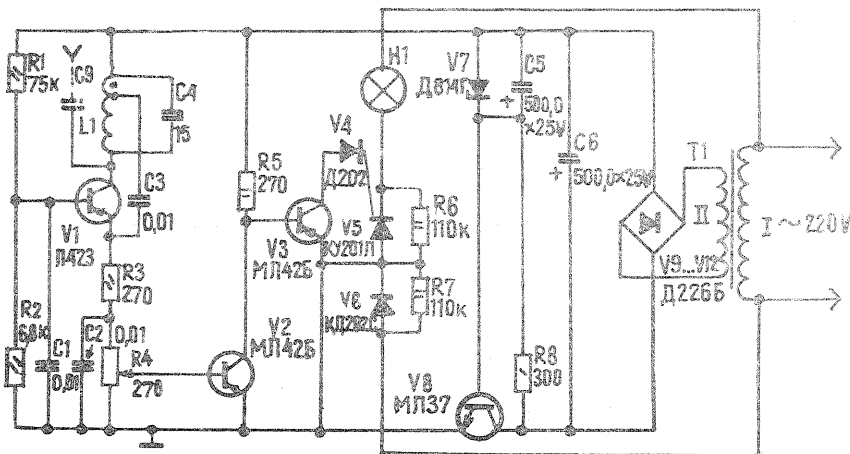 R1
75К
C9
L1
C4
15
C3
0,01
V1
П423
R3
270
R2
6,8К
C1
0,01
C2
0,01
R4
270
R5
270
V4
Д202
V3
МП42Б
V2
МП42Б
V5
КУ201Л
V6
R6
110к
R7
110к
H1
V7
Д814Г
C5
500,0
×25V
C6
500,0×25V
R8
300
V8
МП37
T1
II
I ~ 220V
V9...V12
Д226Б